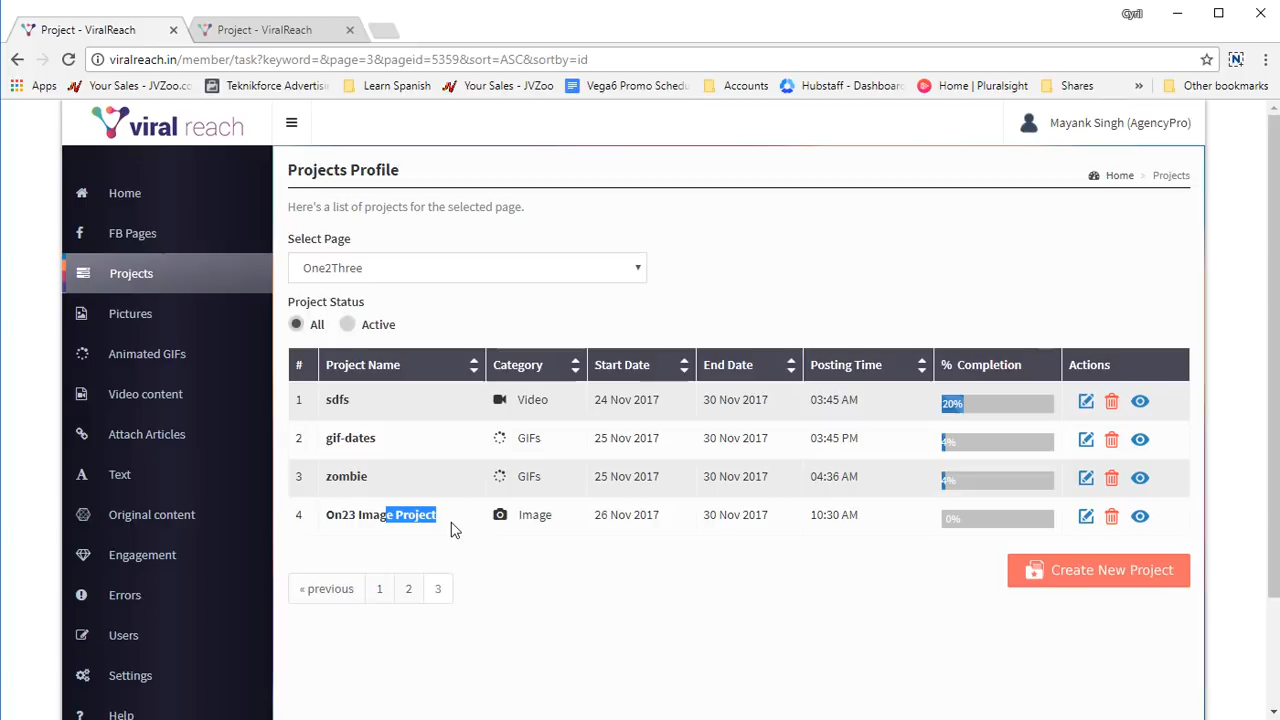 Cyril
Project - ViralReach
Project - ViralReach
viralreach.in/member/task?keyword=&page=3&pageid=5359&sort=ASC&sortby=id
Apps Your Sales - JVZoo.cc Teknikforce Advertisi Learn Spanish Your Sales - JVZoo Vega6 Promo Schedu Accounts Hubstaff - Dashboar Home | Pluralsight Shares » Other bookmarks
viral reach
Mayank Singh (AgencyPro)
Home
FB Pages
Projects
Pictures
Animated GIFs
Video content
Attach Articles
Text
Original content
Engagement
Errors
Users
Settings
Help
Projects Profile
Home > Projects
Here's a list of projects for the selected page.
Select Page
One2Three
Project Status
All Active
# Project Name Category Start Date End Date Posting Time % Completion Actions
1 sdfs Video 24 Nov 2017 30 Nov 2017 03:45 AM 20%
2 gif-dates GIFs 25 Nov 2017 30 Nov 2017 03:45 PM 4%
3 zombie GIFs 25 Nov 2017 30 Nov 2017 04:36 AM 4%
4 On23 Image Project Image 26 Nov 2017 30 Nov 2017 10:30 AM 0%
« previous 1 2 3
Create New Project